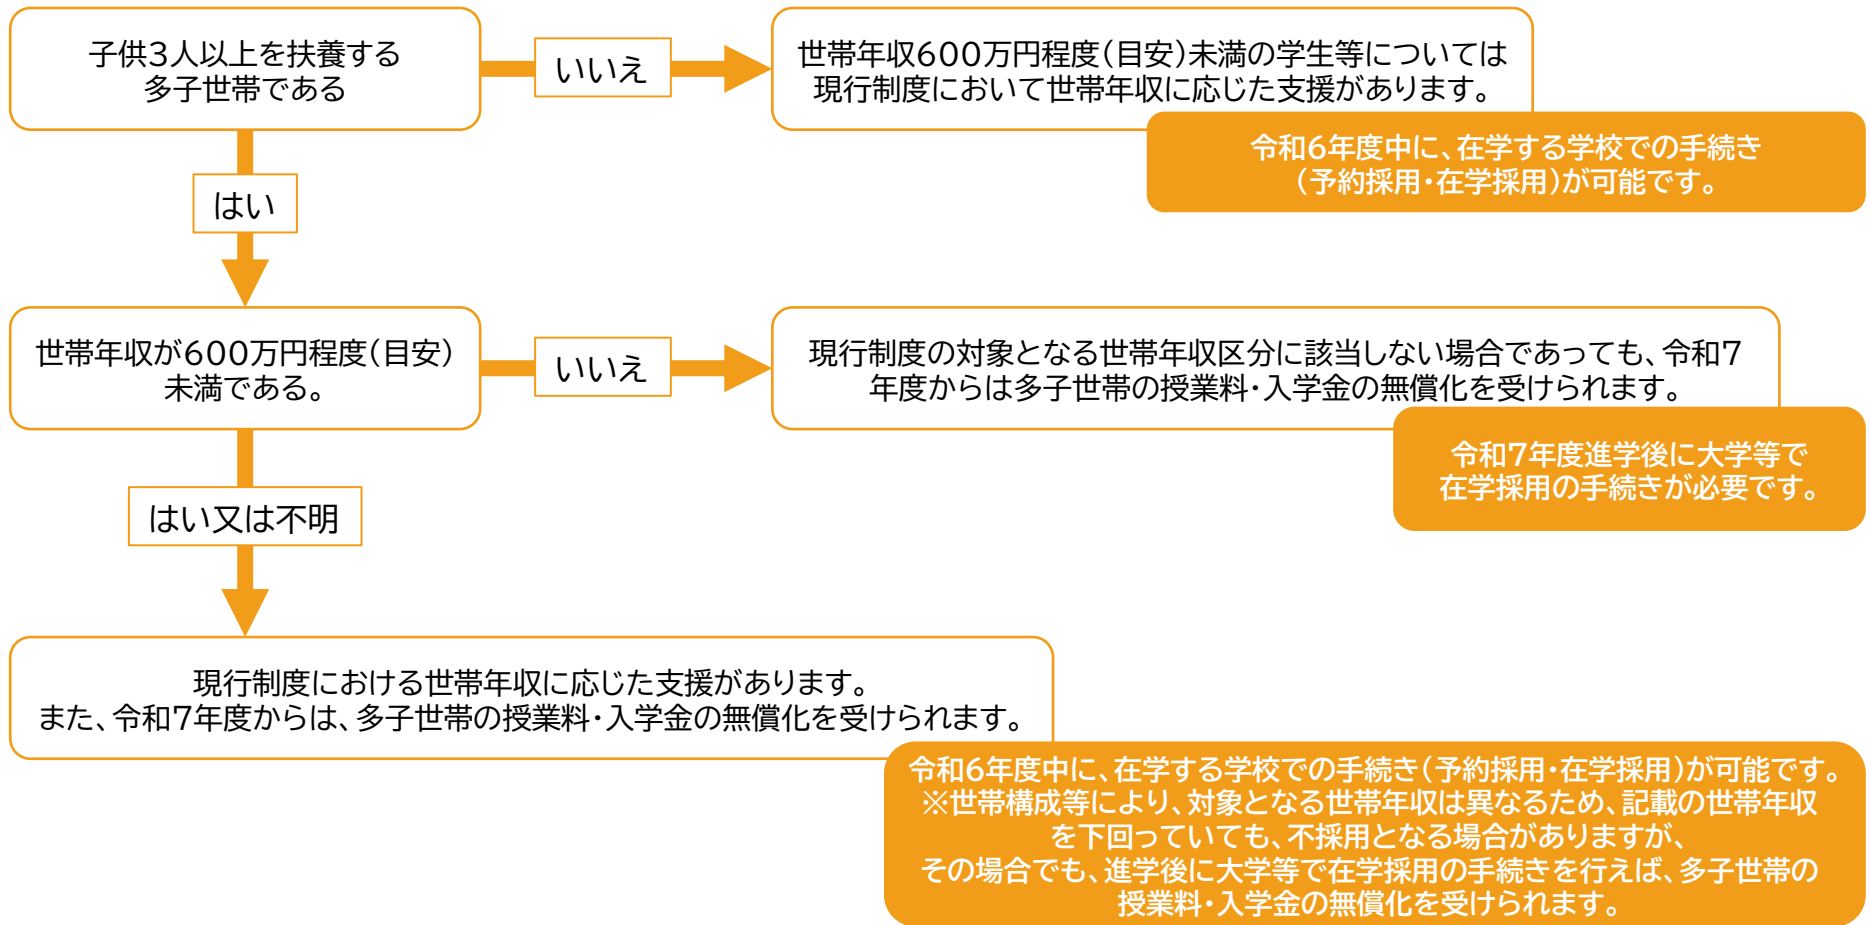 子供3人以上を扶養する
多子世帯である
いいえ
世帯年収600万円程度(目安)未満の学生等については
現行制度において世帯年収に応じた支援があります。
令和6年度中に、在学する学校での手続き
(予約採用・在学採用)が可能です。
はい
世帯年収が600万円程度(目安)
未満である。
いいえ
現行制度の対象となる世帯年収区分に該当しない場合であっても、令和7
年度からは多子世帯の授業料・入学金の無償化を受けられます。
令和7年度進学後に大学等で
在学採用の手続きが必要です。
はい又は不明
現行制度における世帯年収に応じた支援があります。
また、令和7年度からは、多子世帯の授業料・入学金の無償化を受けられます。
令和6年度中に、在学する学校での手続き(予約採用・在学採用)が可能です。
※世帯構成等により、対象となる世帯年収は異なるため、記載の世帯年収
を下回っていても、不採用となる場合がありますが、
その場合でも、進学後に大学等で在学採用の手続きを行えば、多子世帯の
授業料・入学金の無償化を受けられます。